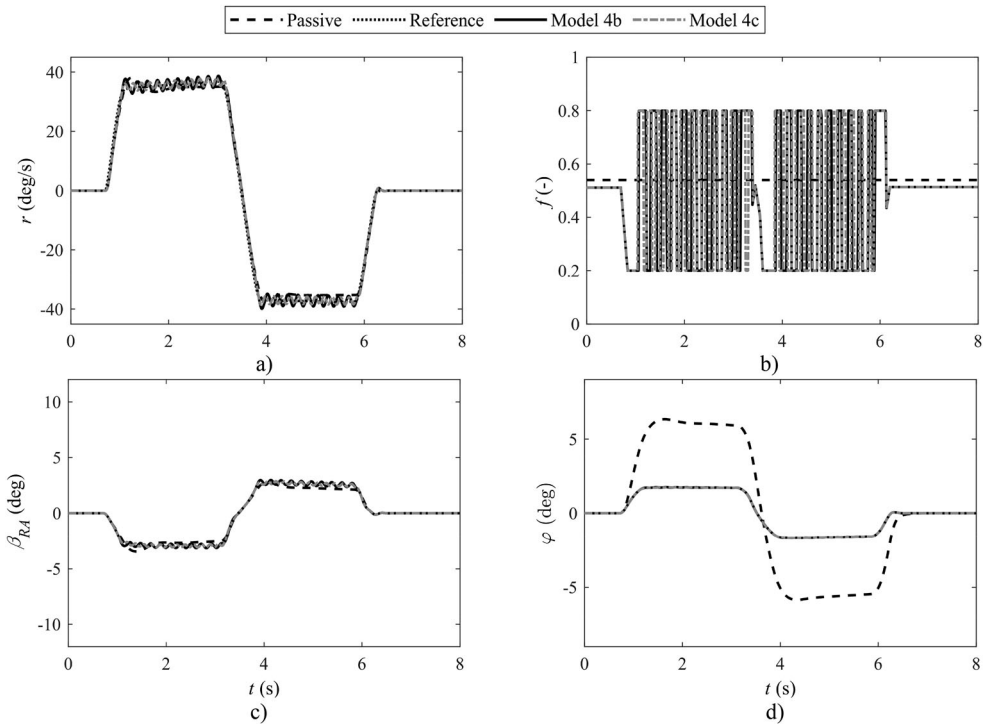 Passive Reference Model 4b Model 4c
40
20
0
-20
-40
r (deg/s)
0 2 4 6 8
a)
1
0.8
0.6
0.4
0.2
0
f (-)
0 2 4 6 8
b)
10
5
0
-5
-10
β_RA (deg)
0 2 4 6 8
t (s)
c)
5
0
-5
φ (deg)
0 2 4 6 8
t (s)
d)